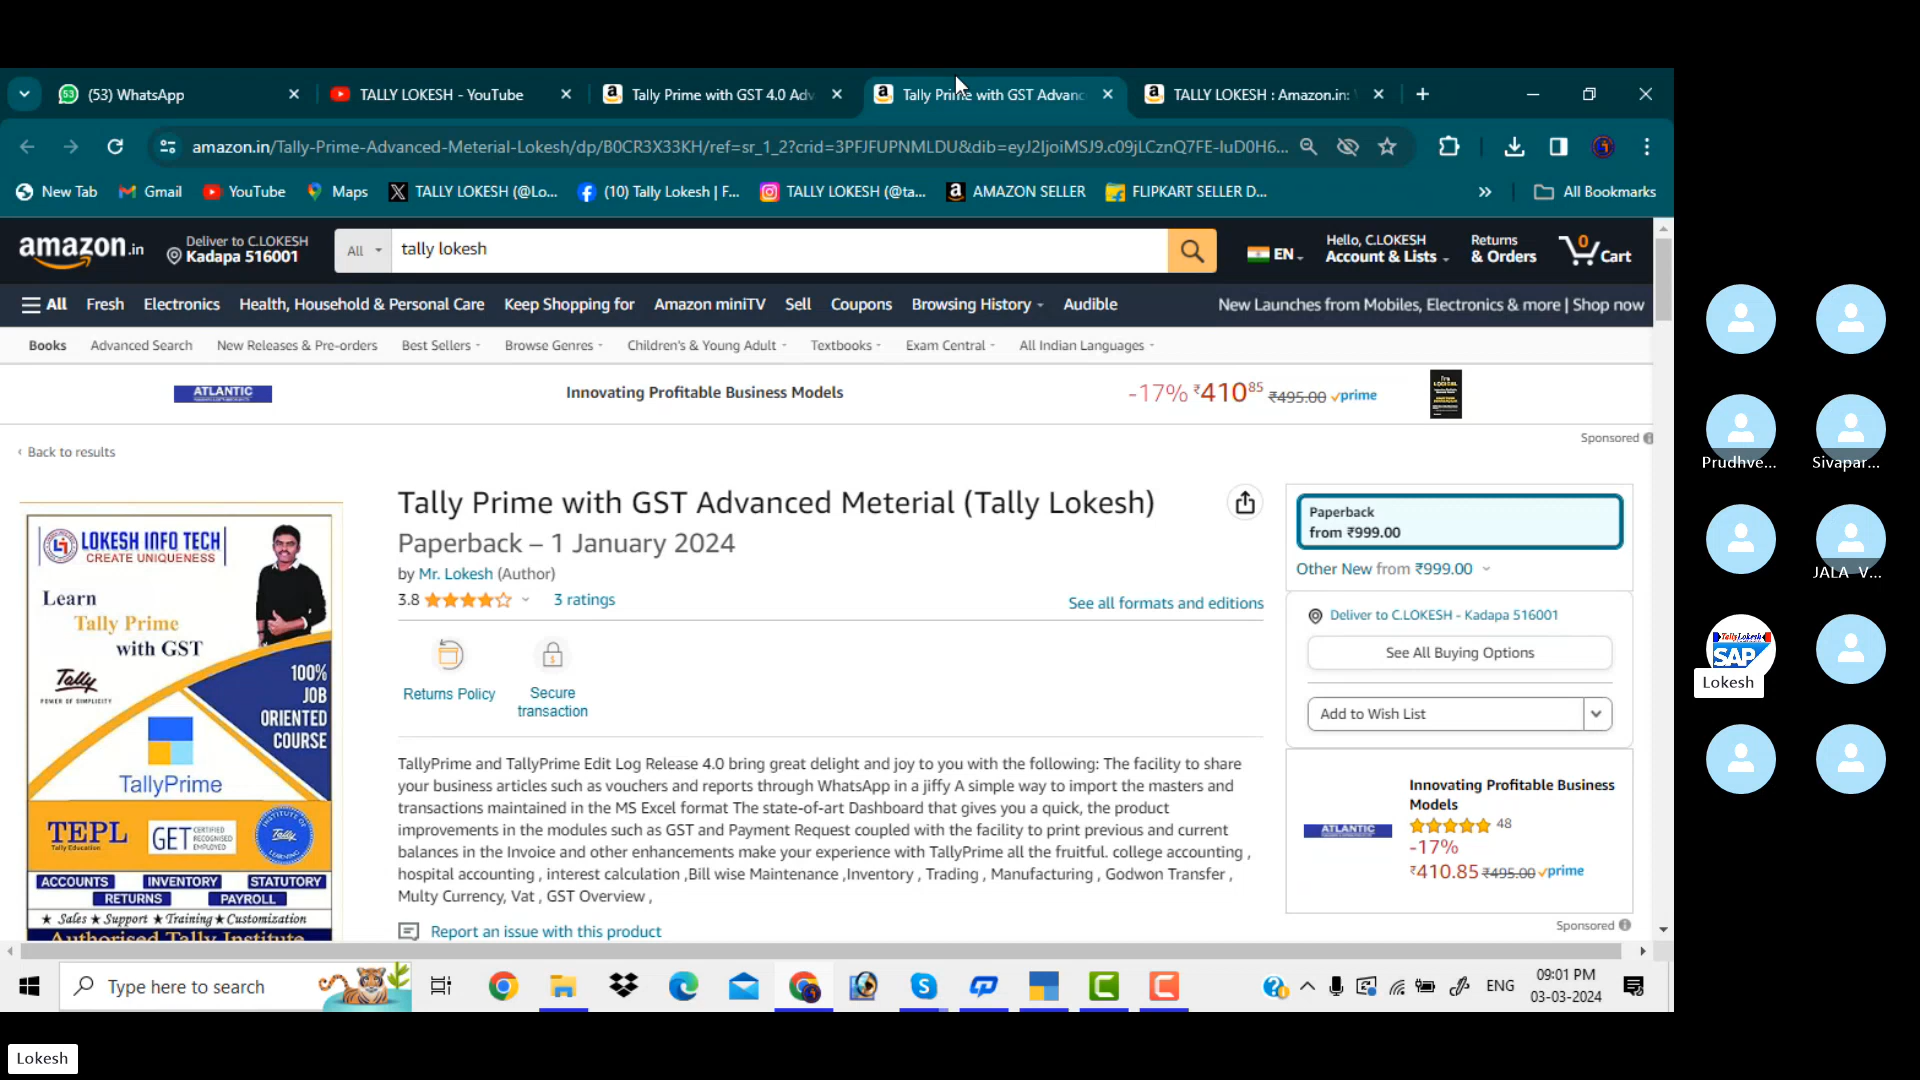 (53) WhatsApp
TALLY LOKESH - YouTube
Tally Prime with GST 4.0 Adv
Tally Prime with GST Advanc
TALLY LOKESH : Amazon.in:
amazon.in/Tally-Prime-Advanced-Meterial-Lokesh/dp/B0CR3X33KH/ref=sr_1_2?crid=3PFJFUPNMLDU&dib=eyJ2IjoiMSJ9.c09jLCznQ7FE-IuD0H6...
New Tab
Gmail
YouTube
Maps
TALLY LOKESH (@Lo...
(10) Tally Lokesh | F...
TALLY LOKESH (@ta...
AMAZON SELLER
FLIPKART SELLER D...
»
All Bookmarks
amazon.in
Deliver to C.LOKESH
Kadapa 516001
All
tally lokesh
EN
Hello, C.LOKESH
Account & Lists
Returns
& Orders
0
Cart
All
Fresh
Electronics
Health, Household & Personal Care
Keep Shopping for
Amazon miniTV
Sell
Coupons
Browsing History
Audible
New Launches from Mobiles, Electronics & more | Shop now
Books
Advanced Search
New Releases & Pre-orders
Best Sellers
Browse Genres
Children's & Young Adult
Textbooks
Exam Central
All Indian Languages
ATLANTIC
Innovating Profitable Business Models
-17% ₹410 85 ₹495.00 prime
Sponsored
‹ Back to results
LOKESH INFO TECH
CREATE UNIQUENESS
Learn
Tally Prime
with GST
Tally
POWER OF SIMPLICITY
100%
JOB
ORIENTED
COURSE
TallyPrime
TEPL
Tally Education
GET CERTIFIED
RECOGNISED
EMPLOYED
INSTITUTE OF
Tally
LEARNING
ACCOUNTS
INVENTORY
STATUTORY
RETURNS
PAYROLL
★ Sales ★ Support ★ Training ★ Customization
Authorised Tally Institute
Tally Prime with GST Advanced Meterial (Tally Lokesh)
Paperback – 1 January 2024
by Mr. Lokesh (Author)
3.8
3 ratings
See all formats and editions
Returns Policy
Secure
transaction
TallyPrime and TallyPrime Edit Log Release 4.0 bring great delight and joy to you with the following: The facility to share
your business articles such as vouchers and reports through WhatsApp in a jiffy A simple way to import the masters and
transactions maintained in the MS Excel format The state-of-art Dashboard that gives you a quick, the product
improvements in the modules such as GST and Payment Request coupled with the facility to print previous and current
balances in the Invoice and other enhancements make your experience with TallyPrime all the fruitful. college accounting ,
hospital accounting , interest calculation ,Bill wise Maintenance ,Inventory , Trading , Manufacturing , Godwon Transfer ,
Multy Currency, Vat , GST Overview ,
Report an issue with this product
Paperback
from ₹999.00
Other New from ₹999.00
Deliver to C.LOKESH - Kadapa 516001
See All Buying Options
Add to Wish List
ATLANTIC
Innovating Profitable Business
Models
48
-17%
₹410.85 ₹495.00 prime
Sponsored
Prudhve...
Sivapar...
JALA V...
Tally Lokesh
SAP
Lokesh
Type here to search
ENG
09:01 PM
03-03-2024
Lokesh